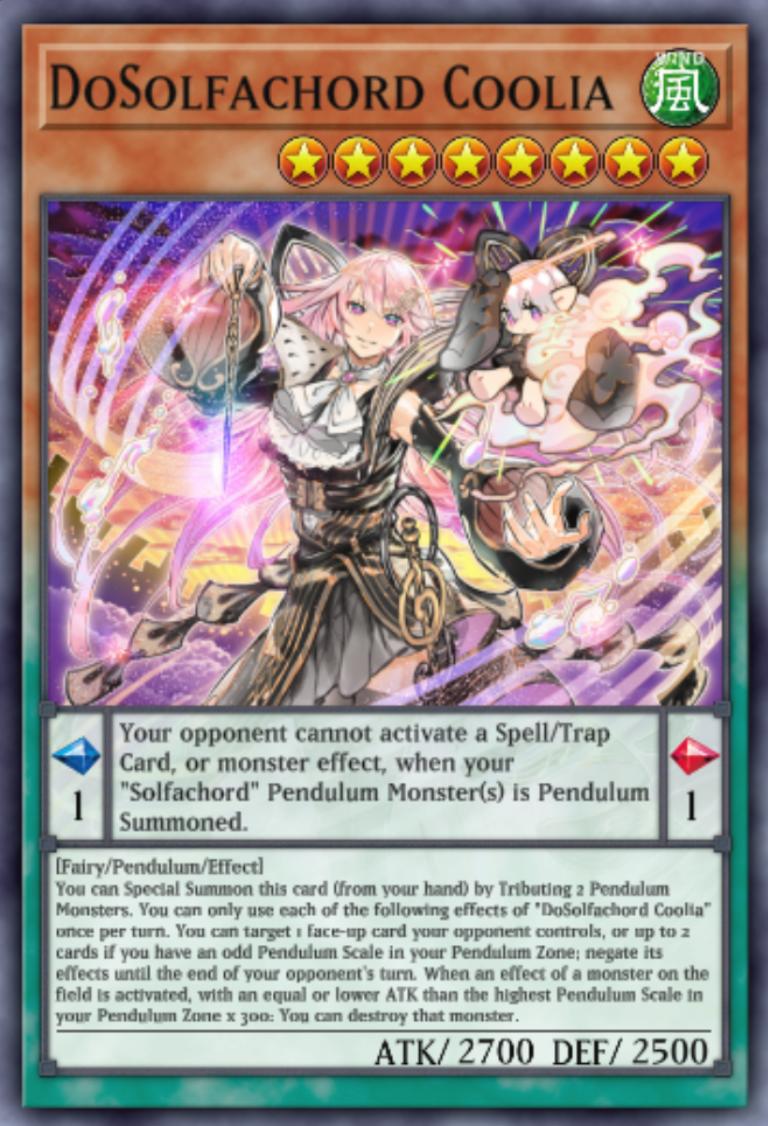 DoSolfachord Coolia
WIND
風
Your opponent cannot activate a Spell/Trap
Card, or monster effect, when your
"Solfachord" Pendulum Monster(s) is Pendulum
Summoned.
1
1
[Fairy/Pendulum/Effect]
You can Special Summon this card (from your hand) by Tributing 2 Pendulum
Monsters. You can only use each of the following effects of "DoSolfachord Coolia"
once per turn. You can target 1 face-up card your opponent controls, or up to 2
cards if you have an odd Pendulum Scale in your Pendulum Zone; negate its
effects until the end of your opponent's turn. When an effect of a monster on the
field is activated, with an equal or lower ATK than the highest Pendulum Scale in
your Pendulum Zone x 300: You can destroy that monster.
ATK/ 2700 DEF/ 2500